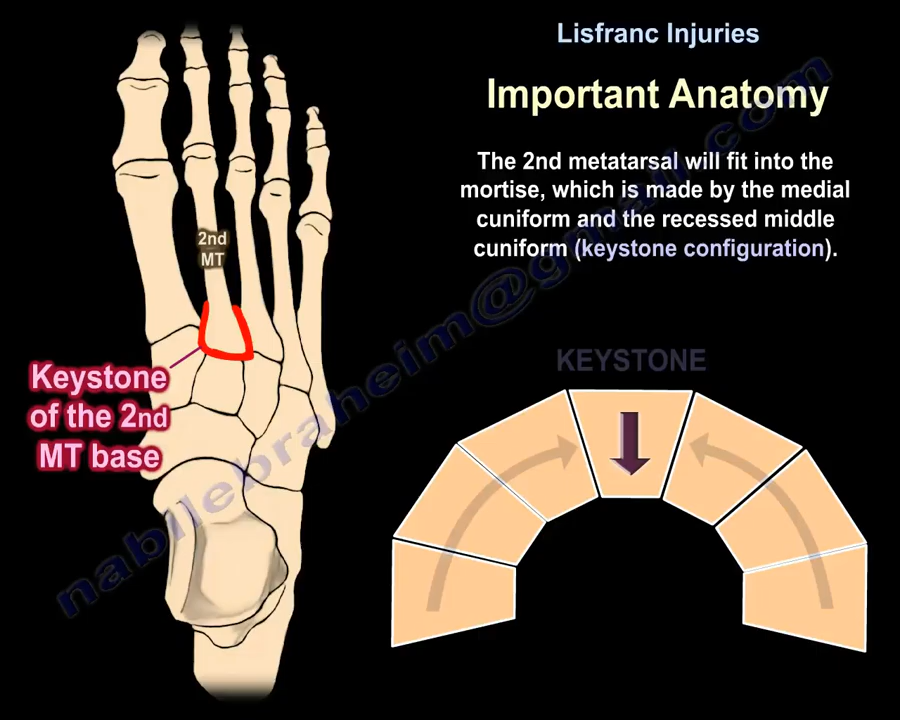 Lisfranc Injuries
Important Anatomy
The 2nd metatarsal will fit into the
mortise, which is made by the medial
cuniform and the recessed middle
cuniform (keystone configuration).
2nd
MT
Keystone
of the 2nd
MT base
KEYSTONE
nabilebraheim@gmail.com